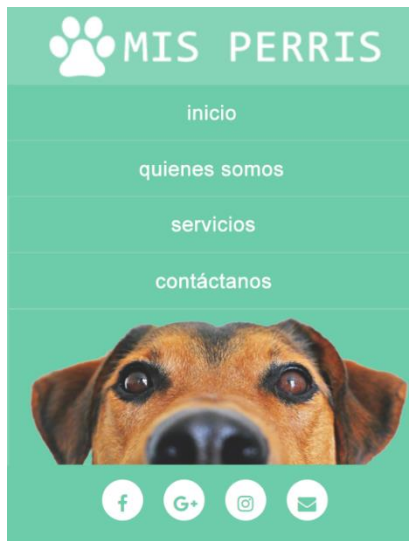 MIS PERRIS
inicio
quienes somos
servicios
contáctanos
f G+